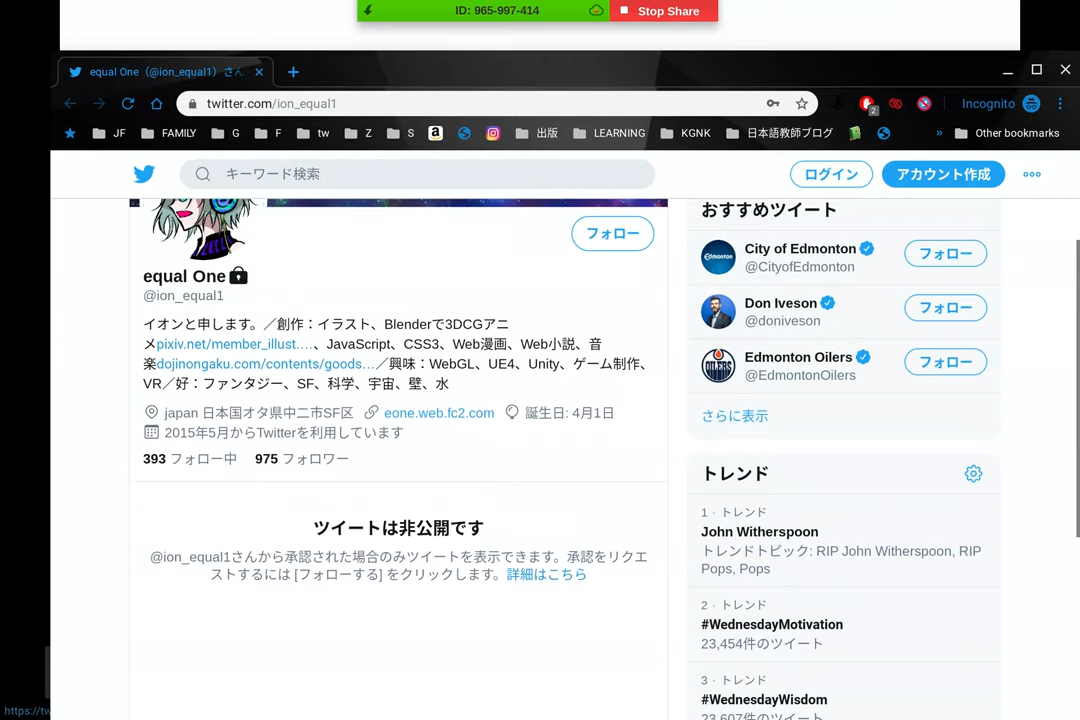 ID: 965-997-414
Stop Share
equal One（@ion_equal1）さん
twitter.com/ion_equal1
2
Incognito
JF
FAMILY
G
F
tw
Z
S
出版
LEARNING
KGNK
日本語教師ブログ
»
Other bookmarks
キーワード検索
ログイン
アカウント作成
フォロー
equal One
@ion_equal1
イオンと申します。／創作：イラスト、Blenderで3DCGアニ
メpixiv.net/member_illust.…、JavaScript、CSS3、Web漫画、Web小説、音
楽dojinongaku.com/contents/goods…／興味：WebGL、UE4、Unity、ゲーム制作、
VR／好：ファンタジー、SF、科学、宇宙、壁、水
japan 日本国オタ県中二市SF区 eone.web.fc2.com 誕生日: 4月1日
2015年5月からTwitterを利用しています
393 フォロー中 975 フォロワー
ツイートは非公開です
@ion_equal1さんから承認された場合のみツイートを表示できます。承認をリクエ
ストするには [フォローする] をクリックします。詳細はこちら
おすすめツイート
City of Edmonton
@CityofEdmonton
フォロー
Don Iveson
@doniveson
フォロー
Edmonton Oilers
@EdmontonOilers
フォロー
さらに表示
トレンド
1 · トレンド
John Witherspoon
トレンドトピック: RIP John Witherspoon, RIP
Pops, Pops
2 · トレンド
#WednesdayMotivation
23,454件のツイート
3 · トレンド
#WednesdayWisdom
23,607件のツイート
https://tw